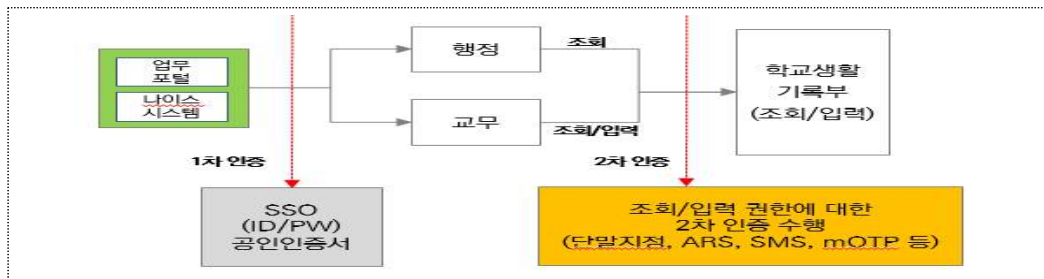 업무
포털
나이스
시스템
행정
조회
교무
조회/입력
학교생활
기록부
(조회/입력)
1차 인증
2차 인증
SSO
(ID/PW)
공인인증서
조회/입력 권한에 대한
2차 인증 수행
(단말지정, ARS, SMS, mOTP 등)